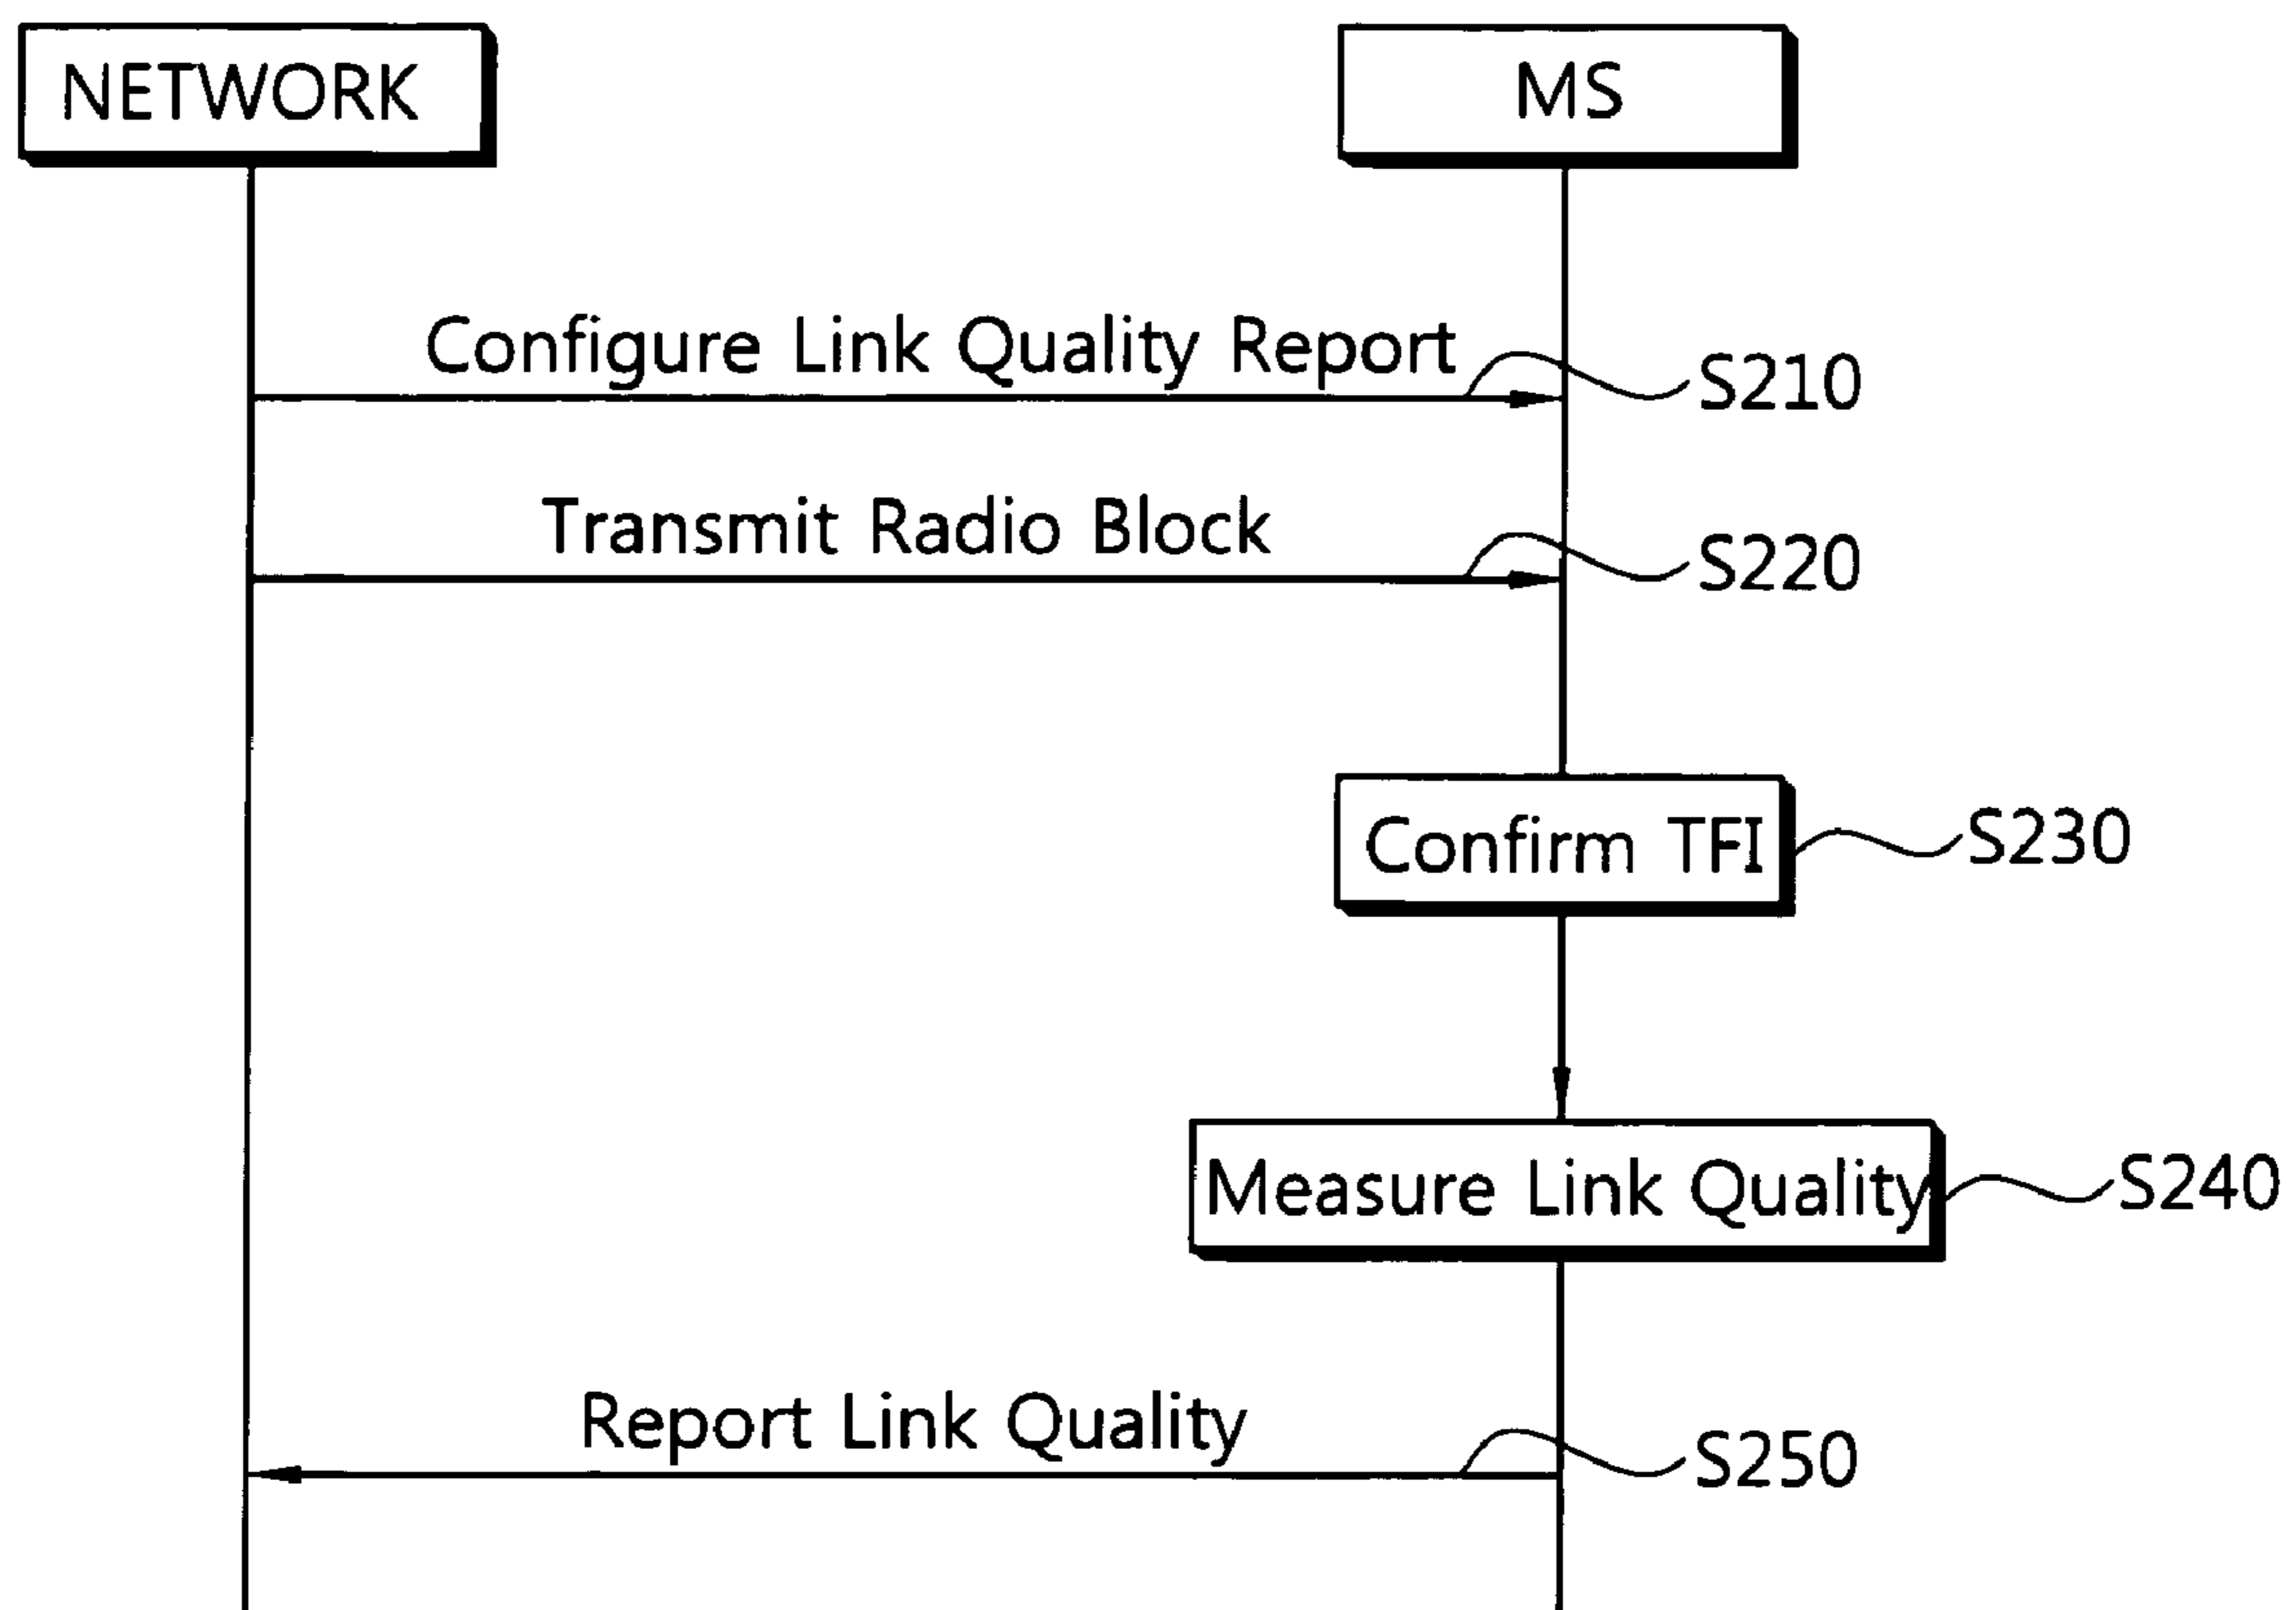 NETWORK
MS
Configure Link Quality Report
S210
Transmit Radio Block
S220
Confirm TFI
S230
Measure Link Quality
S240
Report Link Quality
S250